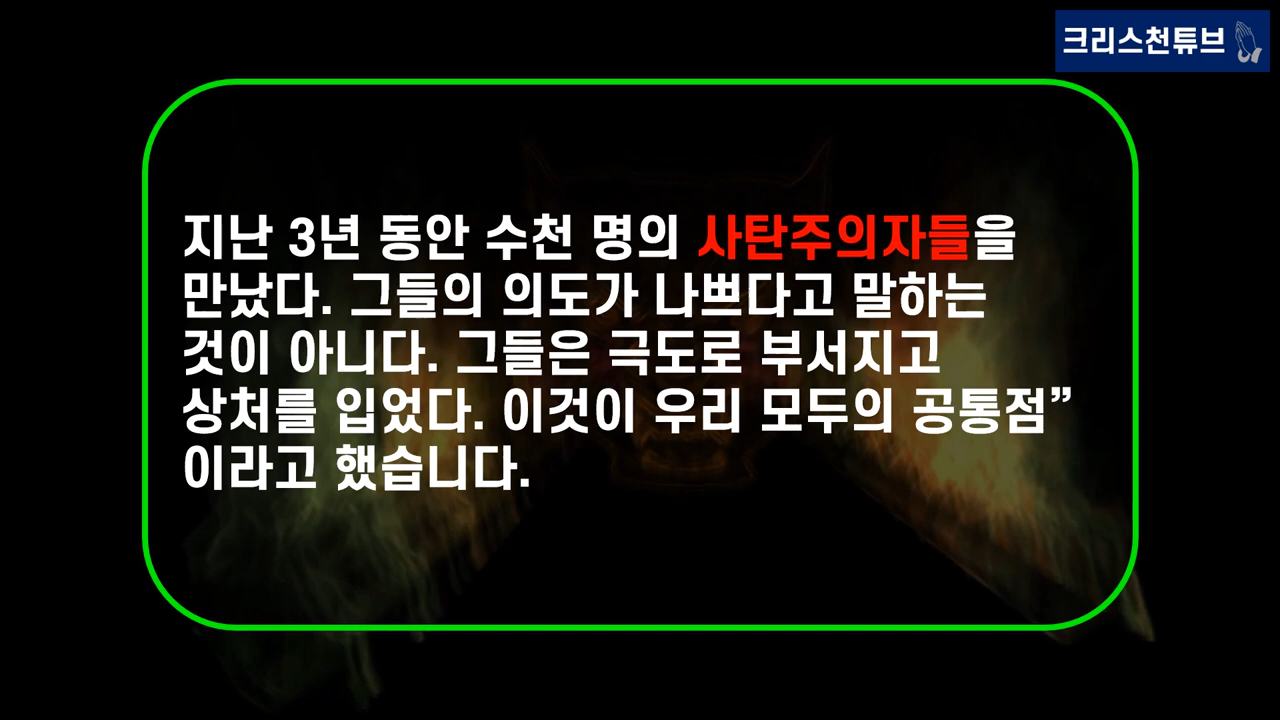 크리스천튜브
지난 3년 동안 수천 명의 사탄주의자들을
만났다. 그들의 의도가 나쁘다고 말하는
것이 아니다. 그들은 극도로 부서지고
상처를 입었다. 이것이 우리 모두의 공통점”
이라고 했습니다.